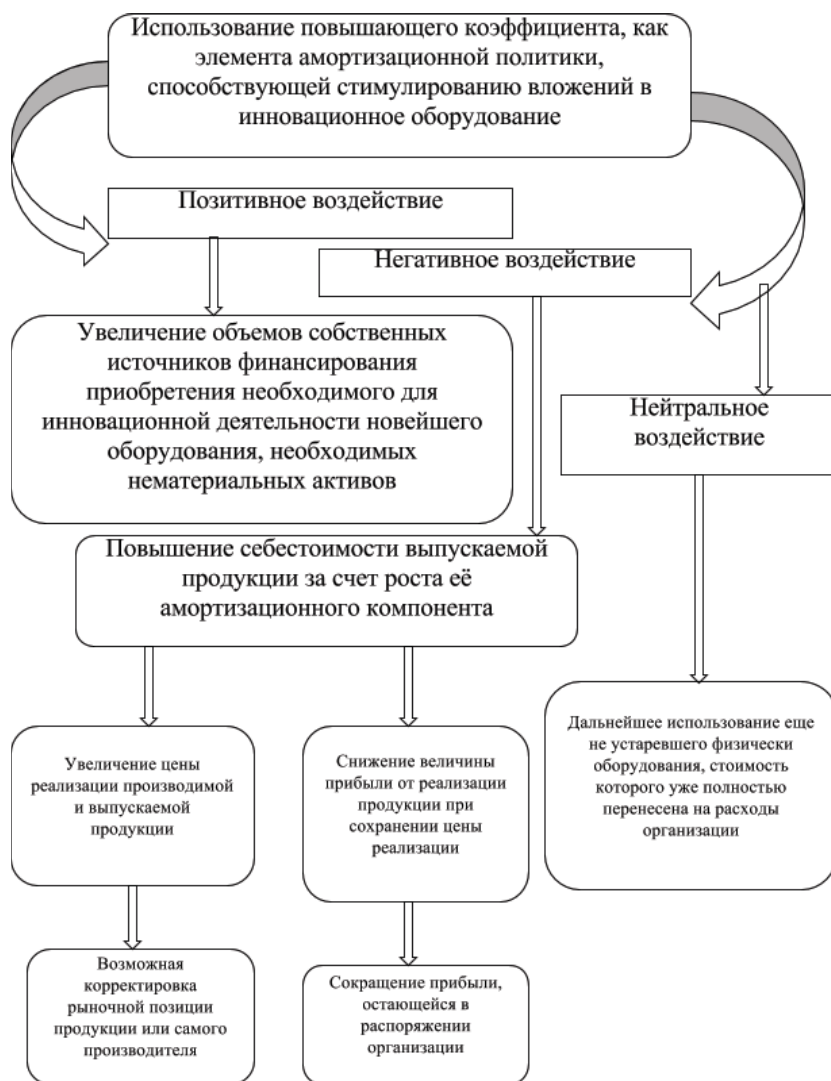 Использование повышающего коэффициента, как
элемента амортизационной политики,
способствующей стимулированию вложений в
инновационное оборудование
Позитивное воздействие
Негативное воздействие
Увеличение объемов собственных
источников финансирования
приобретения необходимого для
инновационной деятельности новейшего
оборудования, необходимых
нематериальных активов
Нейтральное
воздействие
Повышение себестоимости выпускаемой
продукции за счет роста её
амортизационного компонента
Увеличение цены
реализации производимой
и выпускаемой
продукции
Снижение величины
прибыли от реализации
продукции при
сохранении цены
реализации
Дальнейшее использование еще
не устаревшего физически
оборудования, стоимость
которого уже полностью
перенесена на расходы
организации
Возможная
корректировка
рыночной позиции
продукции или самого
производителя
Сокращение прибыли,
остающейся в
распоряжении
организации